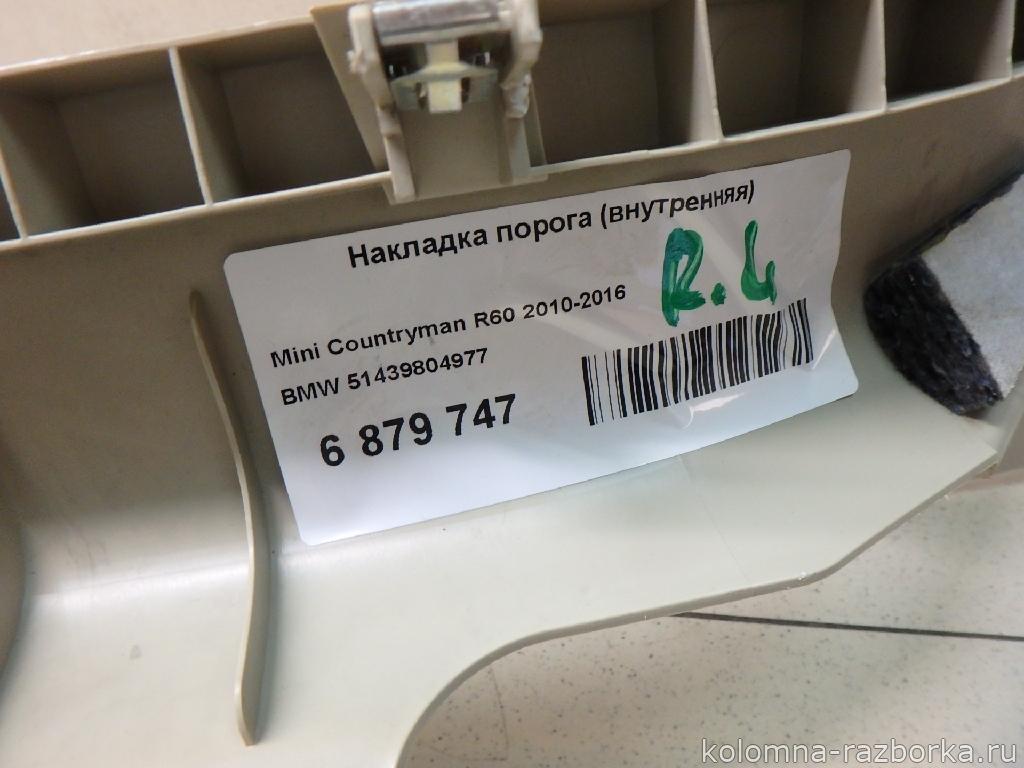 Накладка порога (внутренняя)
R.4
Mini Countryman R60 2010-2016
BMW 51439804977
6 879 747
kolomna-razborka.ru